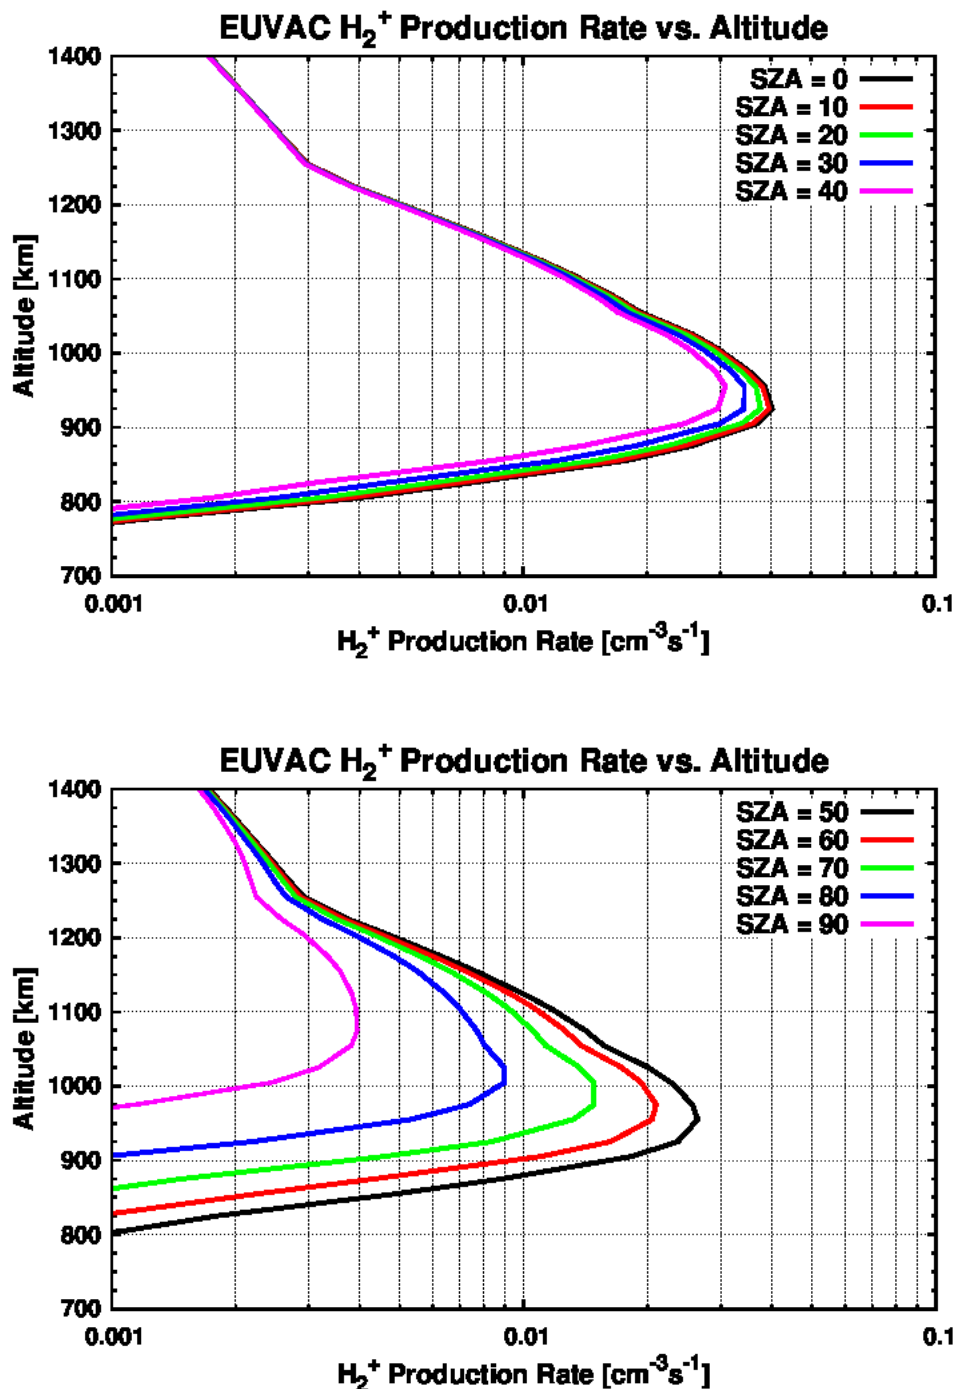 EUVAC H₂⁺ Production Rate vs. Altitude
1400
1300
1200
1100
1000
900
800
700
Altitude [km]
SZA = 0
SZA = 10
SZA = 20
SZA = 30
SZA = 40
0.001
0.01
0.1
H₂⁺ Production Rate [cm⁻³s⁻¹]
EUVAC H₂⁺ Production Rate vs. Altitude
1400
1300
1200
1100
1000
900
800
700
Altitude [km]
SZA = 50
SZA = 60
SZA = 70
SZA = 80
SZA = 90
0.001
0.01
0.1
H₂⁺ Production Rate [cm⁻³s⁻¹]